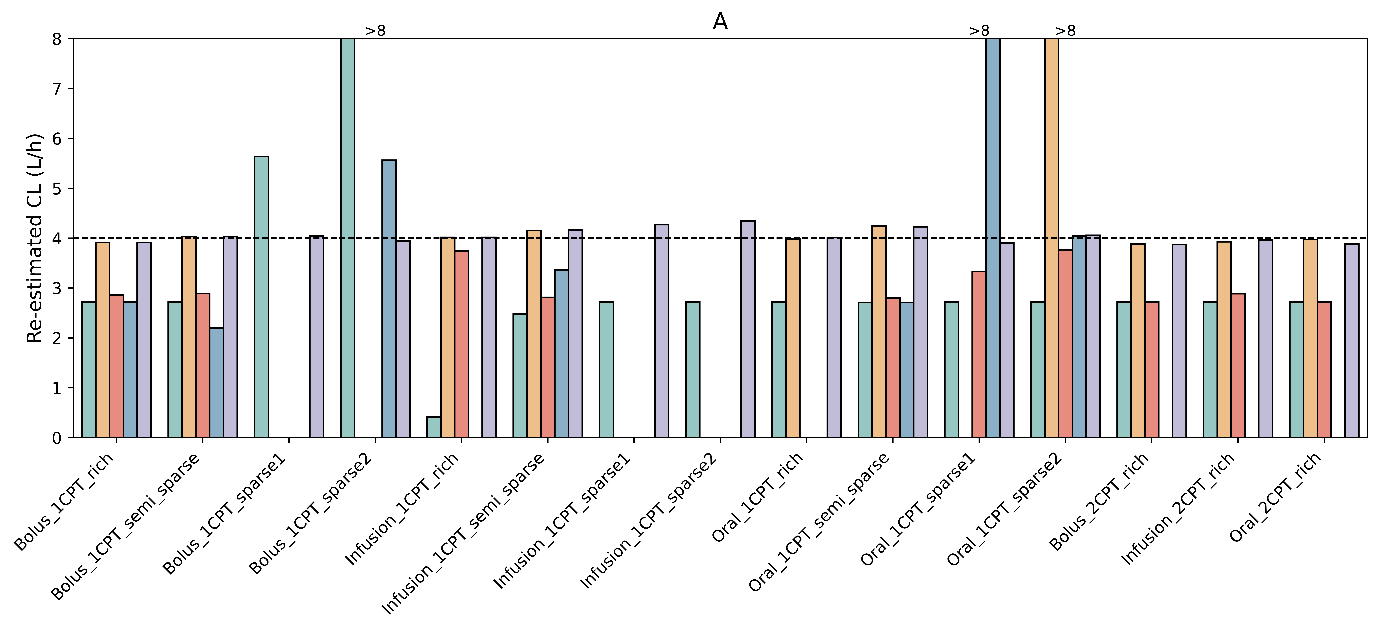 A
>8
>8
>8
Re-estimated CL (L/h)
8
7
6
5
4
3
2
1
0
Bolus_1CPT_rich
Bolus_1CPT_semi_sparse
Bolus_1CPT_sparse1
Bolus_1CPT_sparse2
Infusion_1CPT_rich
Infusion_1CPT_semi_sparse
Infusion_1CPT_sparse1
Infusion_1CPT_sparse2
Oral_1CPT_rich
Oral_1CPT_semi_sparse
Oral_1CPT_sparse1
Oral_1CPT_sparse2
Bolus_2CPT_rich
Infusion_2CPT_rich
Oral_2CPT_rich